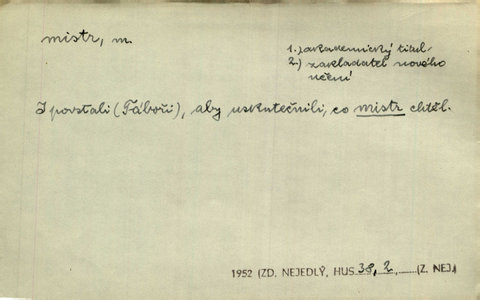 mistr, m.
1.) akademický titul
2.) zakladatel nového
učení
I povstali (Táboři), aby uskutečnili, co mistr chtěl.
1952 (ZD. NEJEDLÝ, HUS 38, 2, (Z. NEJ.)